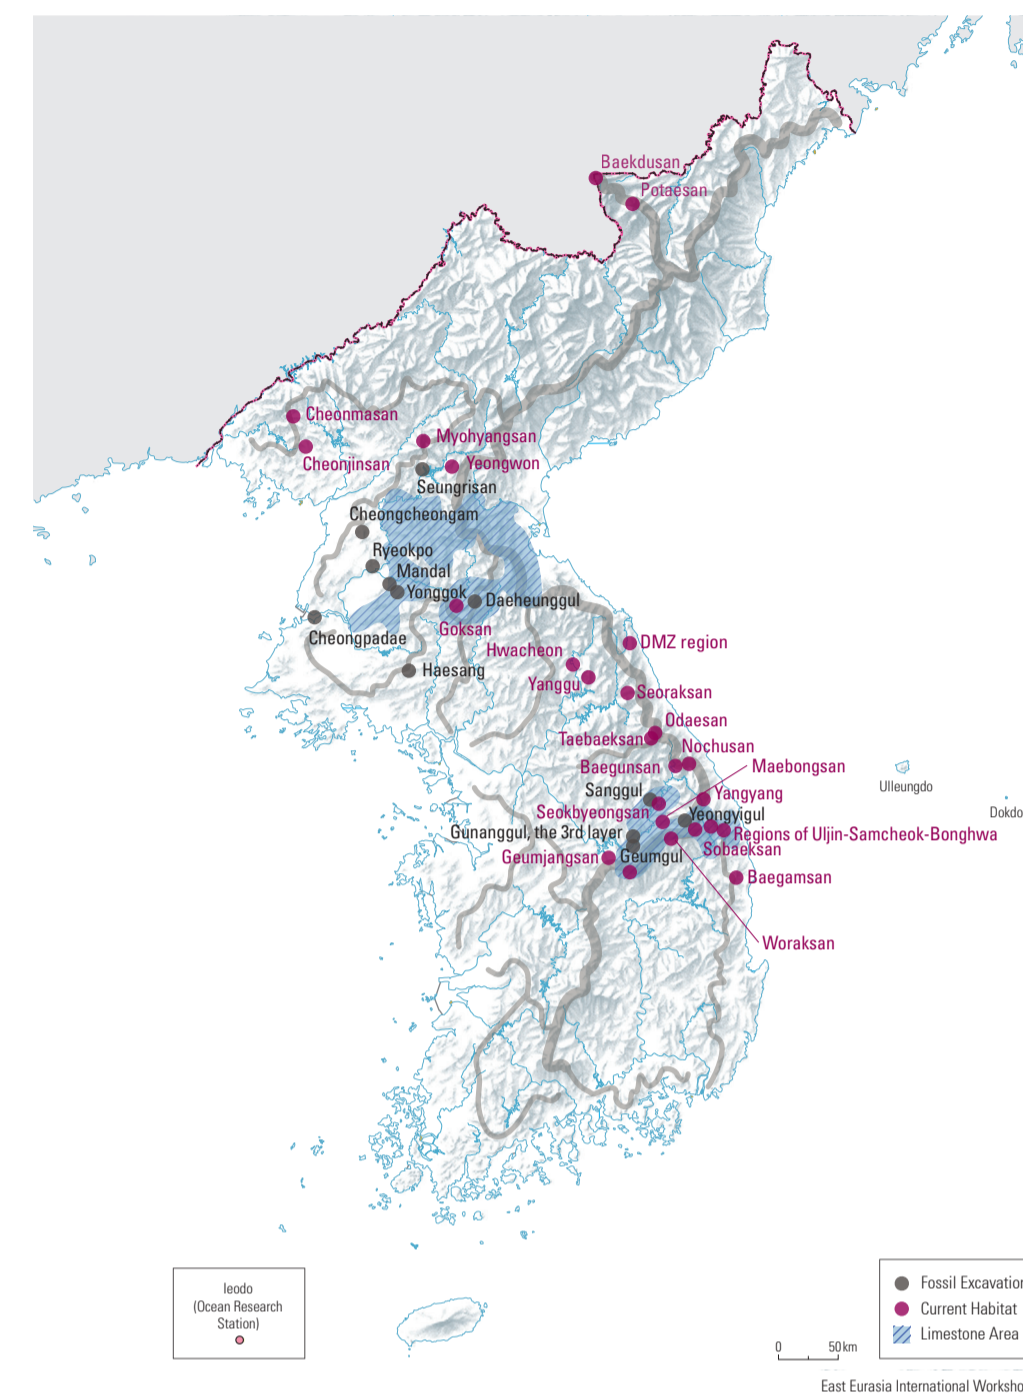 Baekdusan
Potaesan
Cheonmasan
Myohyangsan
Cheonjinsan
Yeongwon
Seungrisan
Cheongcheongam
Ryeokpo
Mandal
Yonggok
Daeheunggul
Goksan
Cheongpadae
DMZ region
Hwacheon
Haesang
Yanggu
Seoraksan
Odaesan
Taebaeksan
Nochusan
Baegunsan
Maebongsan
Ulleungdo
Sanggul
Yangyang
Seokbyeongsan
Yeongyigul
Dokdo
Gunanggul, the 3rd layer
Regions of Uljin-Samcheok-Bonghwa
Sobaeksan
Geumjangsan
Geumgul
Baegamsan
Woraksan
Ieodo
(Ocean Research
Station)
Fossil Excavation
Current Habitat
Limestone Area
0 50 km
East Eurasia International Worksho